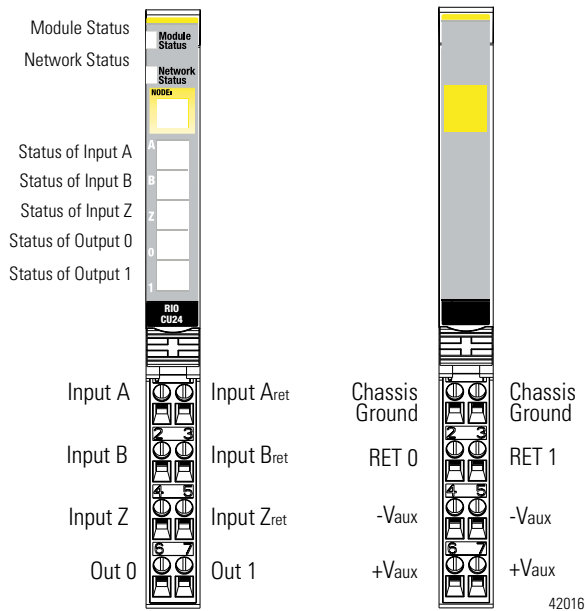 Module Status
Network Status
Status of Input A
Status of Input B
Status of Input Z
Status of Output 0
Status of Output 1
Module
Status
Network
Status
NODE:
A
B
Z
0
1
RIO
CU24
Input A
Input Aret
2 3
Input B
Input Bret
4 5
Input Z
Input Zret
6 7
Out 0
Out 1
Chassis
Ground
Chassis
Ground
2 3
RET 0
RET 1
4 5
-Vaux
-Vaux
6 7
+Vaux
+Vaux
42016